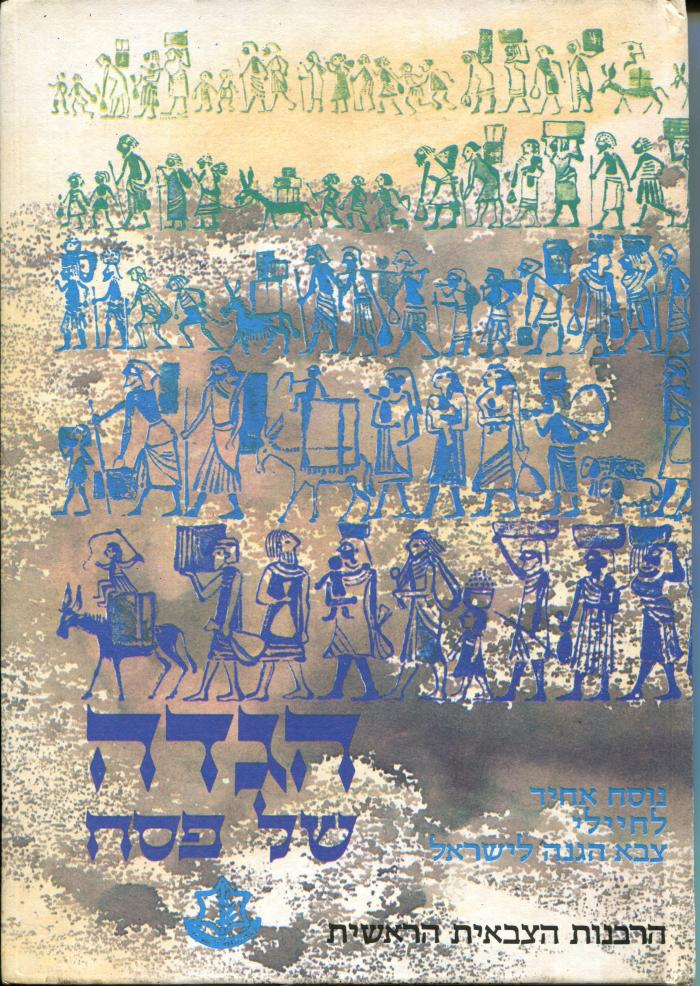 הגדה
של פסח
נוסח אחיד
לחיילי
צבא הגנה לישראל
הרבנות הצבאית הראשית